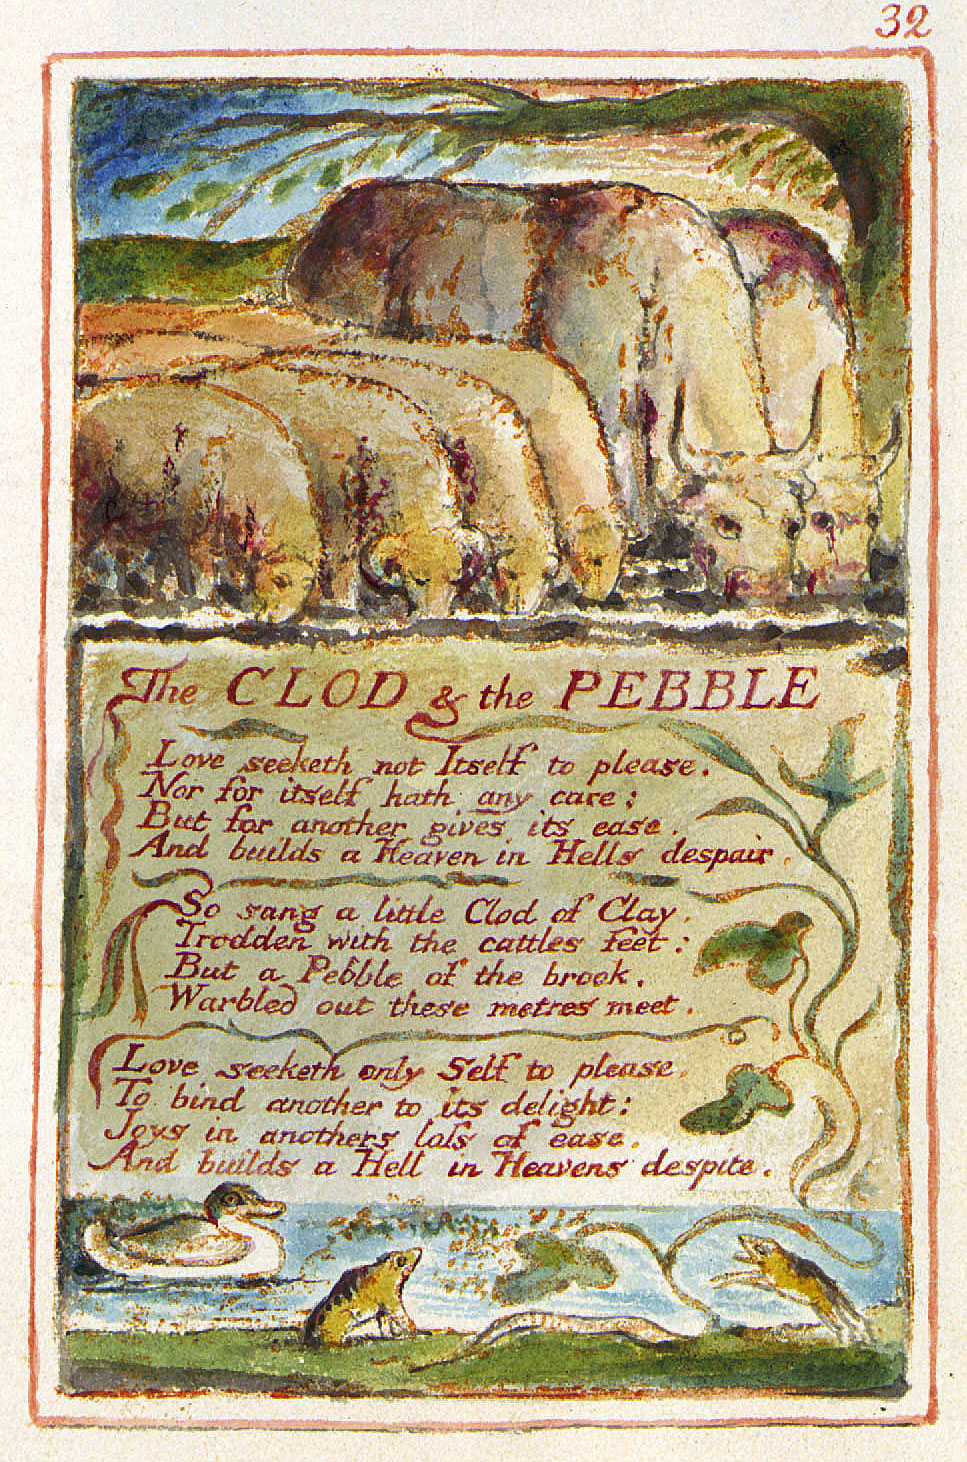 32
The CLOD & the PEBBLE
Love seeketh not Itself to please.
Nor for itself hath any care:
But for another gives its ease.
And builds a Heaven in Hells despair.
So sang a little Clod of Clay.
Trodden with the cattles feet:
But a Pebble of the brook.
Warbled out these metres meet.
Love seeketh only Self to please.
To bind another to its delight:
Joys in anothers loſs of ease.
And builds a Hell in Heavens despite.